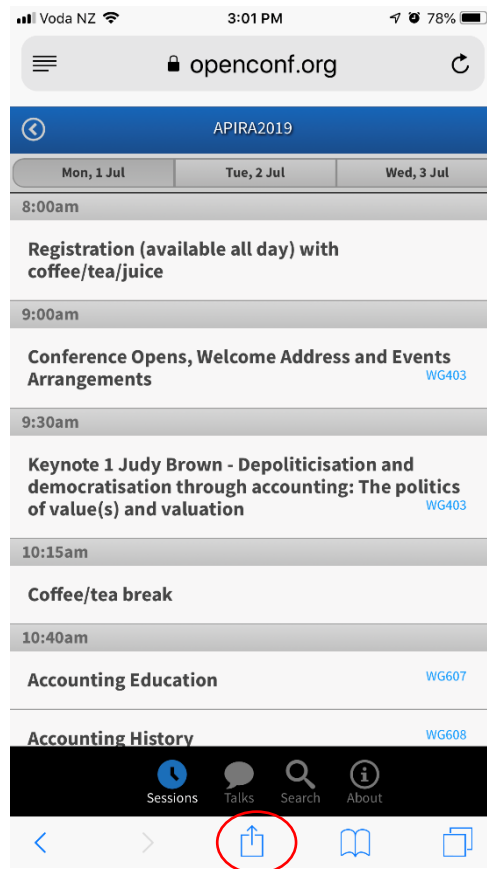 Voda NZ 3:01 PM 78%
openconf.org
APIRA2019
Mon, 1 Jul Tue, 2 Jul Wed, 3 Jul
8:00am
Registration (available all day) with
coffee/tea/juice
9:00am
Conference Opens, Welcome Address and Events
Arrangements WG403
9:30am
Keynote 1 Judy Brown - Depoliticisation and
democratisation through accounting: The politics
of value(s) and valuation WG403
10:15am
Coffee/tea break
10:40am
Accounting Education WG607
Accounting History WG608
Sessions Talks Search About